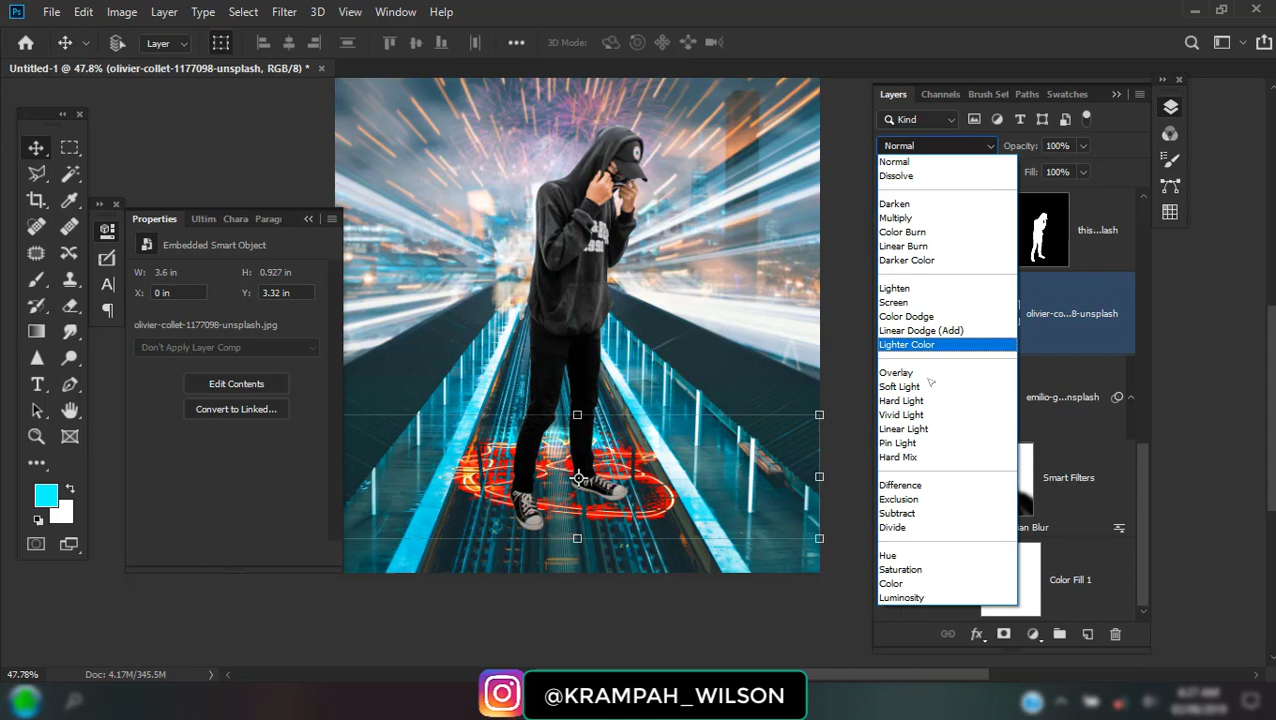 Ps File Edit Image Layer Type Select Filter 3D View Window Help
Layer 3D Mode:
Untitled-1 @ 47.8% (olivier-collet-1177098-unsplash, RGB/8) *
Properties Ultim Chara Paragi
Embedded Smart Object
W: 3.6 in H: 0.927 in
X: 0 in Y: 3.32 in
olivier-collet-1177098-unsplash.jpg
Don't Apply Layer Comp
Edit Contents
Convert to Linked...
Layers Channels Brush Set Paths Swatches
Kind
Normal Opacity: 100%
Fill: 100%
Normal
Dissolve
Darken
Multiply
Color Burn
Linear Burn
Darker Color
Lighten
Screen
Color Dodge
Linear Dodge (Add)
Lighter Color
Overlay
Soft Light
Hard Light
Vivid Light
Linear Light
Pin Light
Hard Mix
Difference
Exclusion
Subtract
Divide
Hue
Saturation
Color
Luminosity
this...lash
olivier-co...8-unsplash
emilio-g...nsplash
Smart Filters
an Blur
Color Fill 1
47.78% Doc: 4.17M/345.5M
@KRAMPAH_WILSON